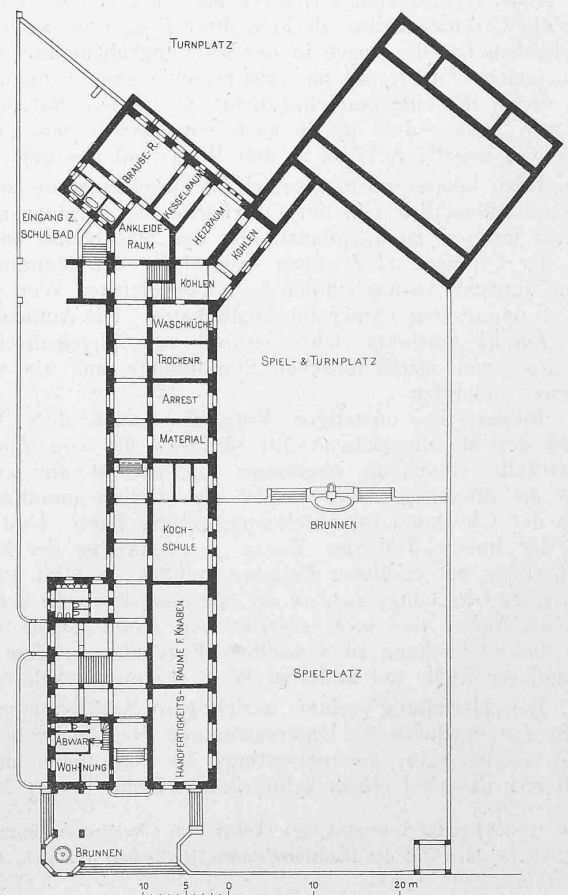 TURNPLATZ
BRAUSE-R.
KESSELRAUM
HEIZRAUM
KOHLEN
EINGANG Z.
SCHULBAD
ANKLEIDE-
RAUM
KOHLEN
WASCHKÜCHE
TROCKENR.
SPIEL- & TURNPLATZ
ARREST
MATERIAL
KOCH-
SCHULE
BRUNNEN
HANDFERTIGKEITS-RÄUME F. KNABEN
SPIELPLATZ
ABWART
WOHNUNG
BRUNNEN
10 5 0 10 20 m